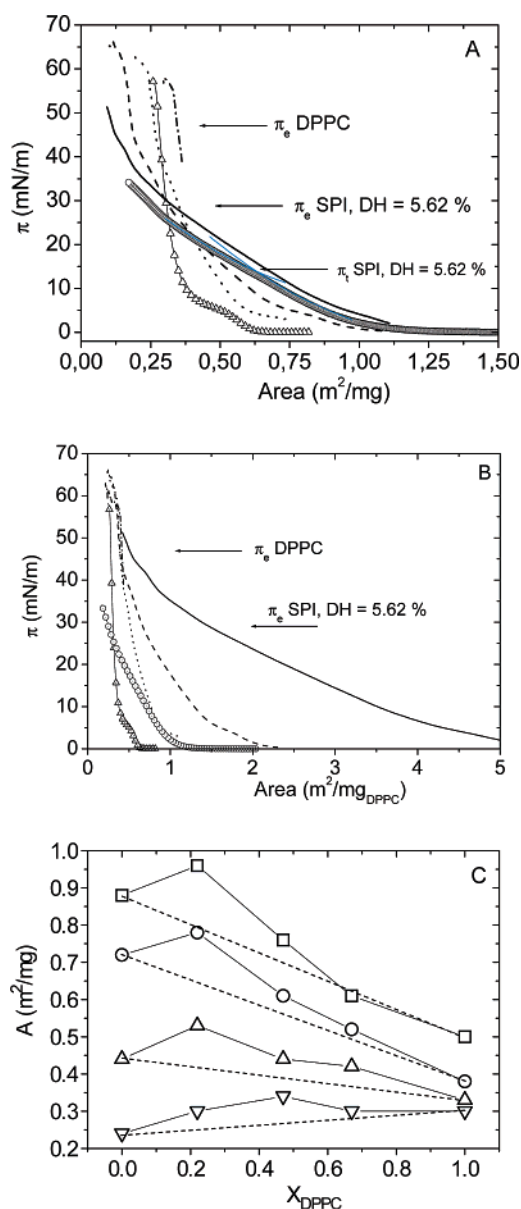 A
70
60
50
40
30
20
10
0
π (mN/m)
πe DPPC
πe SPI, DH = 5.62 %
πt SPI, DH = 5.62 %
0,00 0,25 0,50 0,75 1,00 1,25 1,50
Area (m²/mg)
B
70
60
50
40
30
20
10
0
π (mN/m)
πe DPPC
πe SPI, DH = 5.62 %
0 1 2 3 4 5
Area (m²/mgDPPC)
C
1.0
0.9
0.8
0.7
0.6
0.5
0.4
0.3
0.2
A (m²/mg)
0.0 0.2 0.4 0.6 0.8 1.0
XDPPC